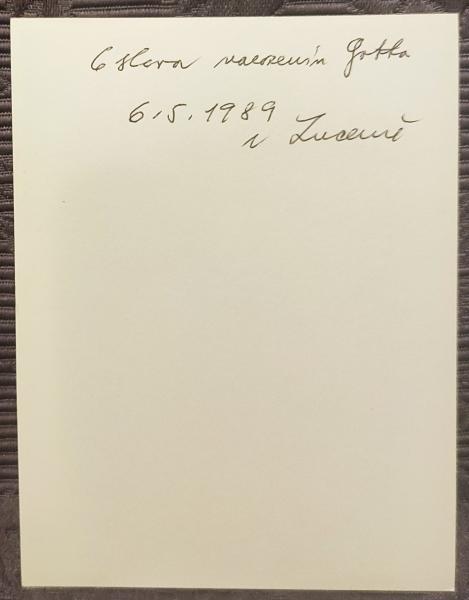 Oslava narozenin Gotta
6.5.1989
v Lucerně